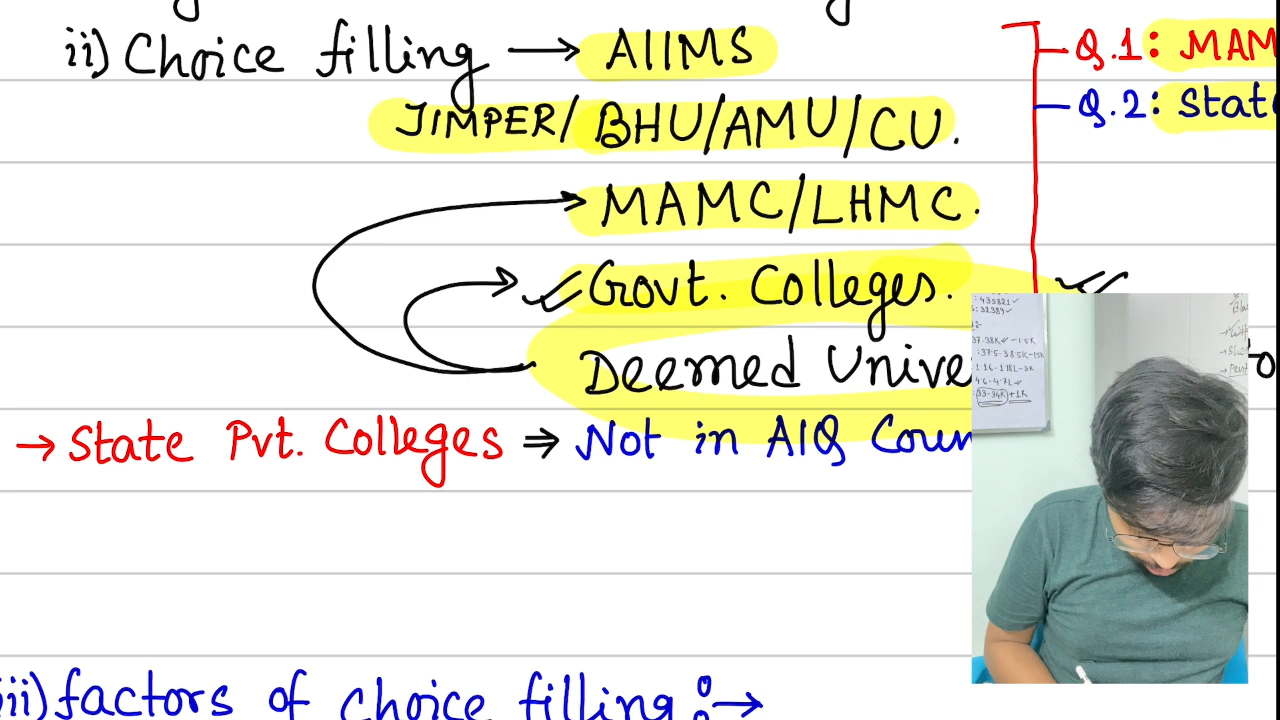 ii) Choice filling → AIIMS
JIMPER/BHU/AMU/CU.
MAMC/LHMC.
Govt. Colleges.
Deemed Unive
→ State Pvt. Colleges ⇒ Not in AIQ Coun
iii) factors of choice filling :→
Q.1: MAM
Q.2: State